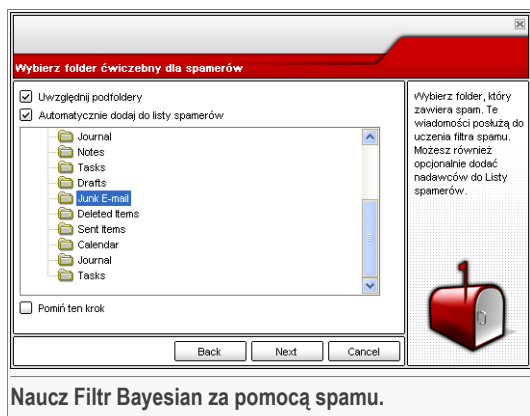 Wybierz folder ćwiczebny dla spamerów
Uwzględnij podfoldery
Automatycznie dodaj do listy spamerów
Journal
Notes
Tasks
Drafts
Junk E-mail
Deleted Items
Sent Items
Calendar
Journal
Tasks
Pomiń ten krok
Back
Next
Cancel
Wybierz folder, który
zawiera spam. Te
wiadomości posłużą do
uczenia filtra spamu.
Możesz również
opcjonalnie dodać
nadawców do Listy
spamerów.
Naucz Filtr Bayesian za pomocą spamu.